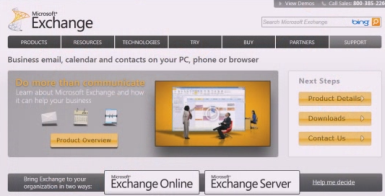 View Demos Call Sales 800-386-226
Microsoft
Exchange
Search Microsoft Exchange bing
PRODUCTS RESOURCES TECHNOLOGIES TRY BUY PARTNERS SUPPORT
Business email, calendar and contacts on your PC, phone or browser
Do more than communicate
Learn about Microsoft Exchange and how
it can help your business
Product Overview
Next Steps
Product Details
Downloads
Contact Us
Bring Exchange to your
organization in two ways:
Microsoft
Exchange Online
Microsoft
Exchange Server
Help me decide